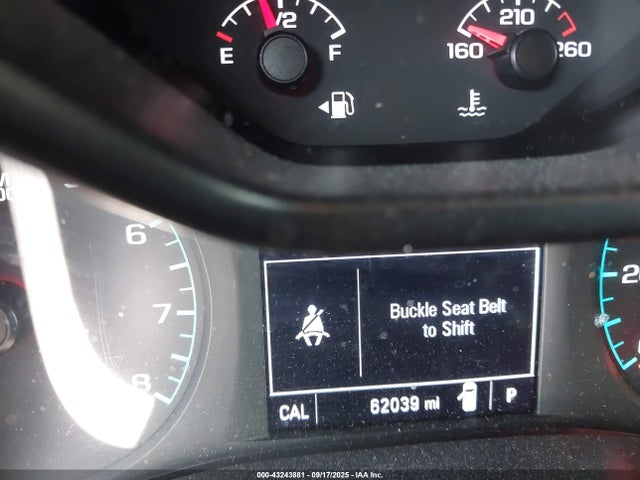 1/2
E F
210
160 260
6
7
8
Buckle Seat Belt
to Shift
CAL 62039 mi P
000-43243881 - 09/17/2025 - IAA Inc.